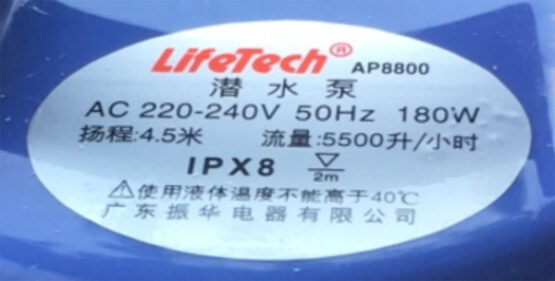 LifeTech® AP8800
潜水泵
AC 220-240V 50Hz 180W
扬程:4.5米 流量:5500升/小时
IPX8 2m
⚠使用液体温度不能高于40℃
广东振华电器有限公司